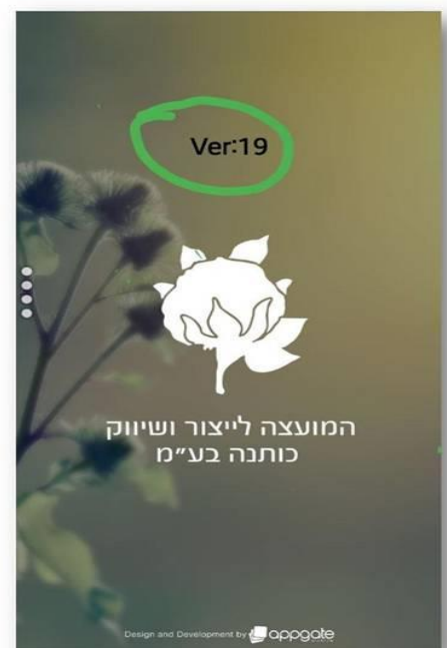 Ver:19
המועצה לייצור ושיווק
כותנה בע״מ
Design and Development by appgate